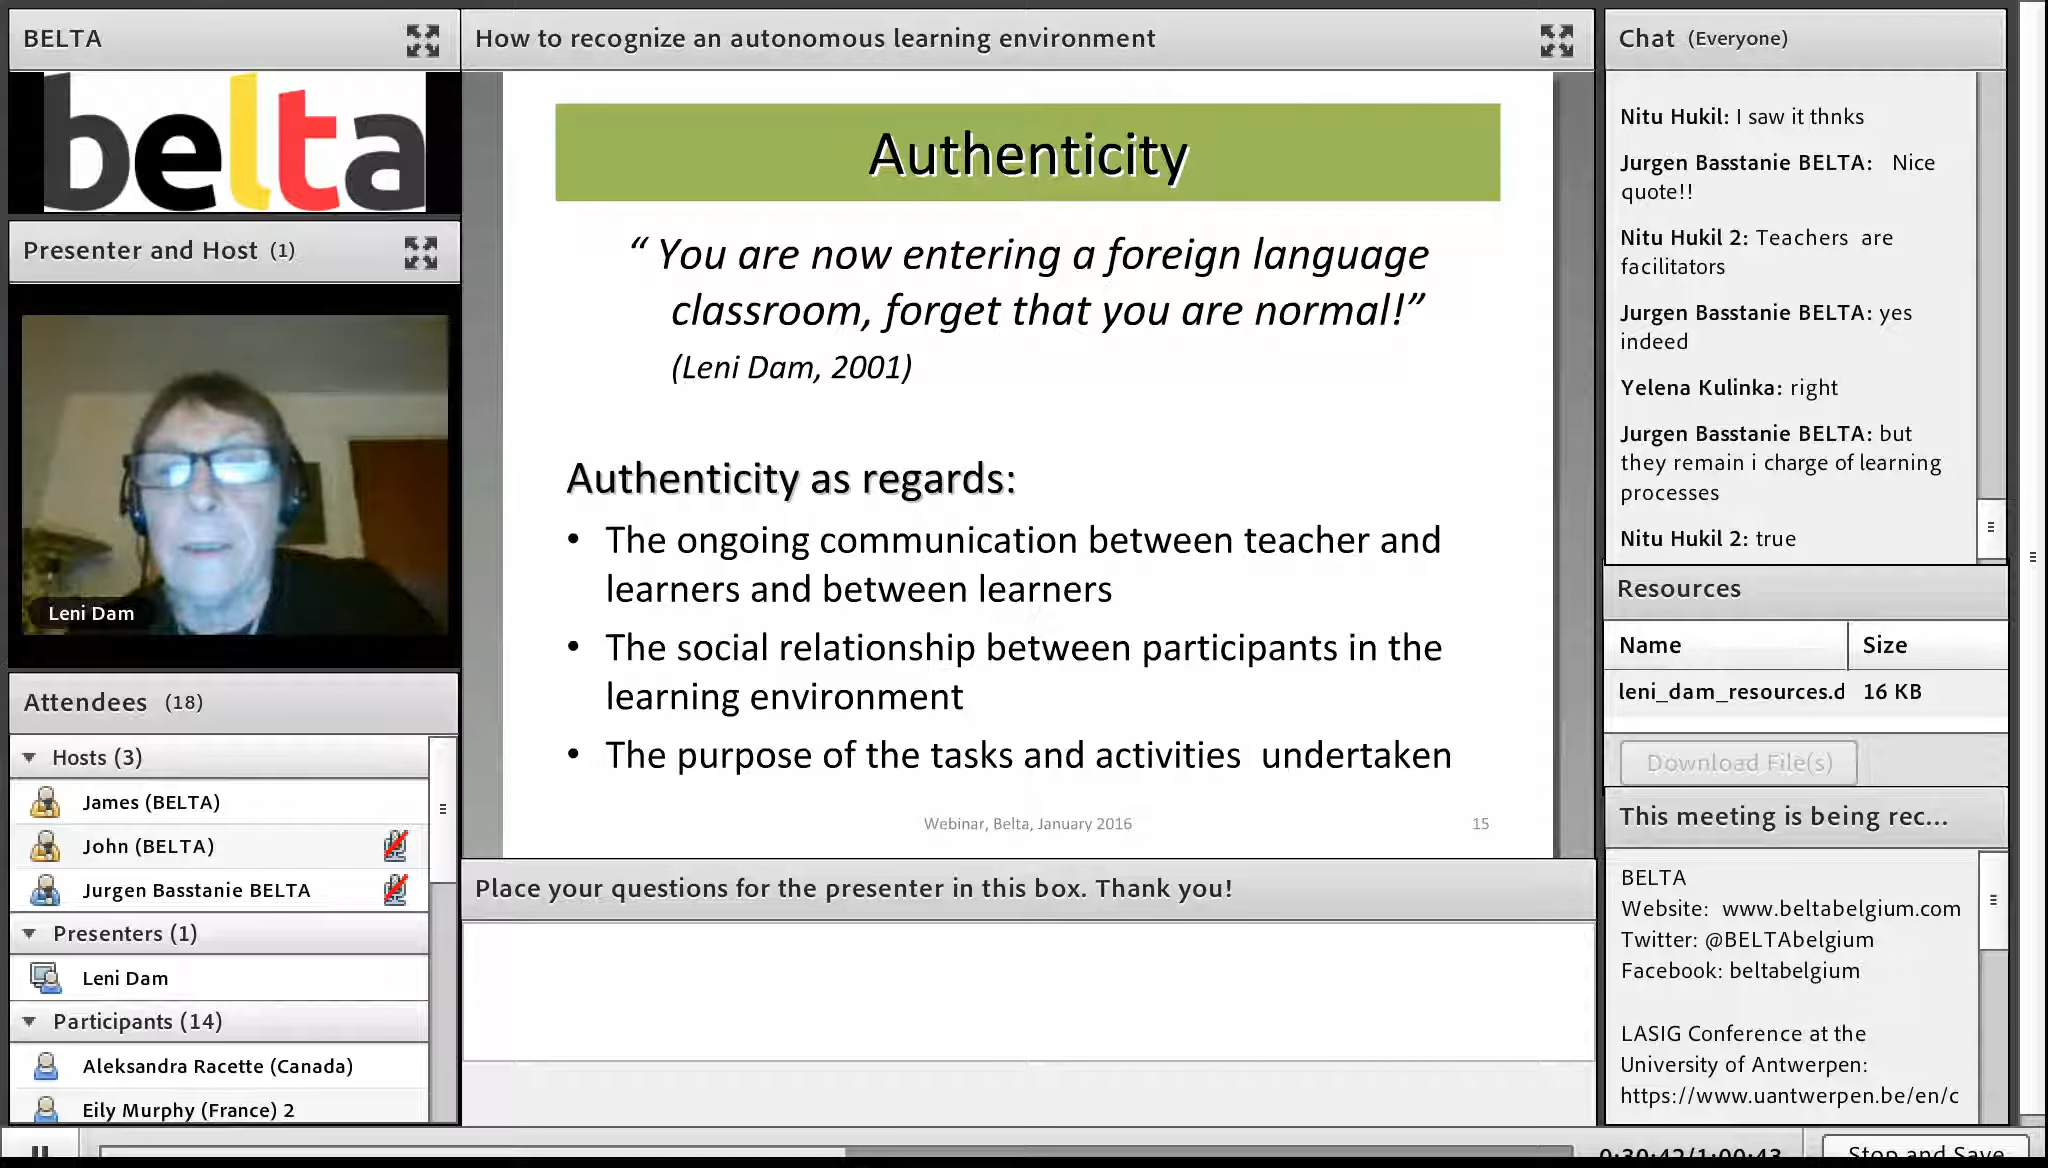 BELTA
belta
Presenter and Host (1)
Leni Dam
Attendees (18)
Hosts (3)
James (BELTA)
John (BELTA)
Jurgen Basstanie BELTA
Presenters (1)
Leni Dam
Participants (14)
Aleksandra Racette (Canada)
Eily Murphy (France) 2
How to recognize an autonomous learning environment
Authenticity
“ You are now entering a foreign language
classroom, forget that you are normal!”
(Leni Dam, 2001)
Authenticity as regards:
• The ongoing communication between teacher and
learners and between learners
• The social relationship between participants in the
learning environment
• The purpose of the tasks and activities undertaken
Webinar, Belta, January 2016
15
Place your questions for the presenter in this box. Thank you!
Chat (Everyone)
Nitu Hukil: I saw it thnks
Jurgen Basstanie BELTA: Nice
quote!!
Nitu Hukil 2: Teachers are
facilitators
Jurgen Basstanie BELTA: yes
indeed
Yelena Kulinka: right
Jurgen Basstanie BELTA: but
they remain i charge of learning
processes
Nitu Hukil 2: true
Resources
Name Size
leni_dam_resources.d 16 KB
Download File(s)
This meeting is being rec...
BELTA
Website: www.beltabelgium.com
Twitter: @BELTAbelgium
Facebook: beltabelgium
LASIG Conference at the
University of Antwerpen:
https://www.uantwerpen.be/en/c
0:30:42/1:00:43
Stop and Save